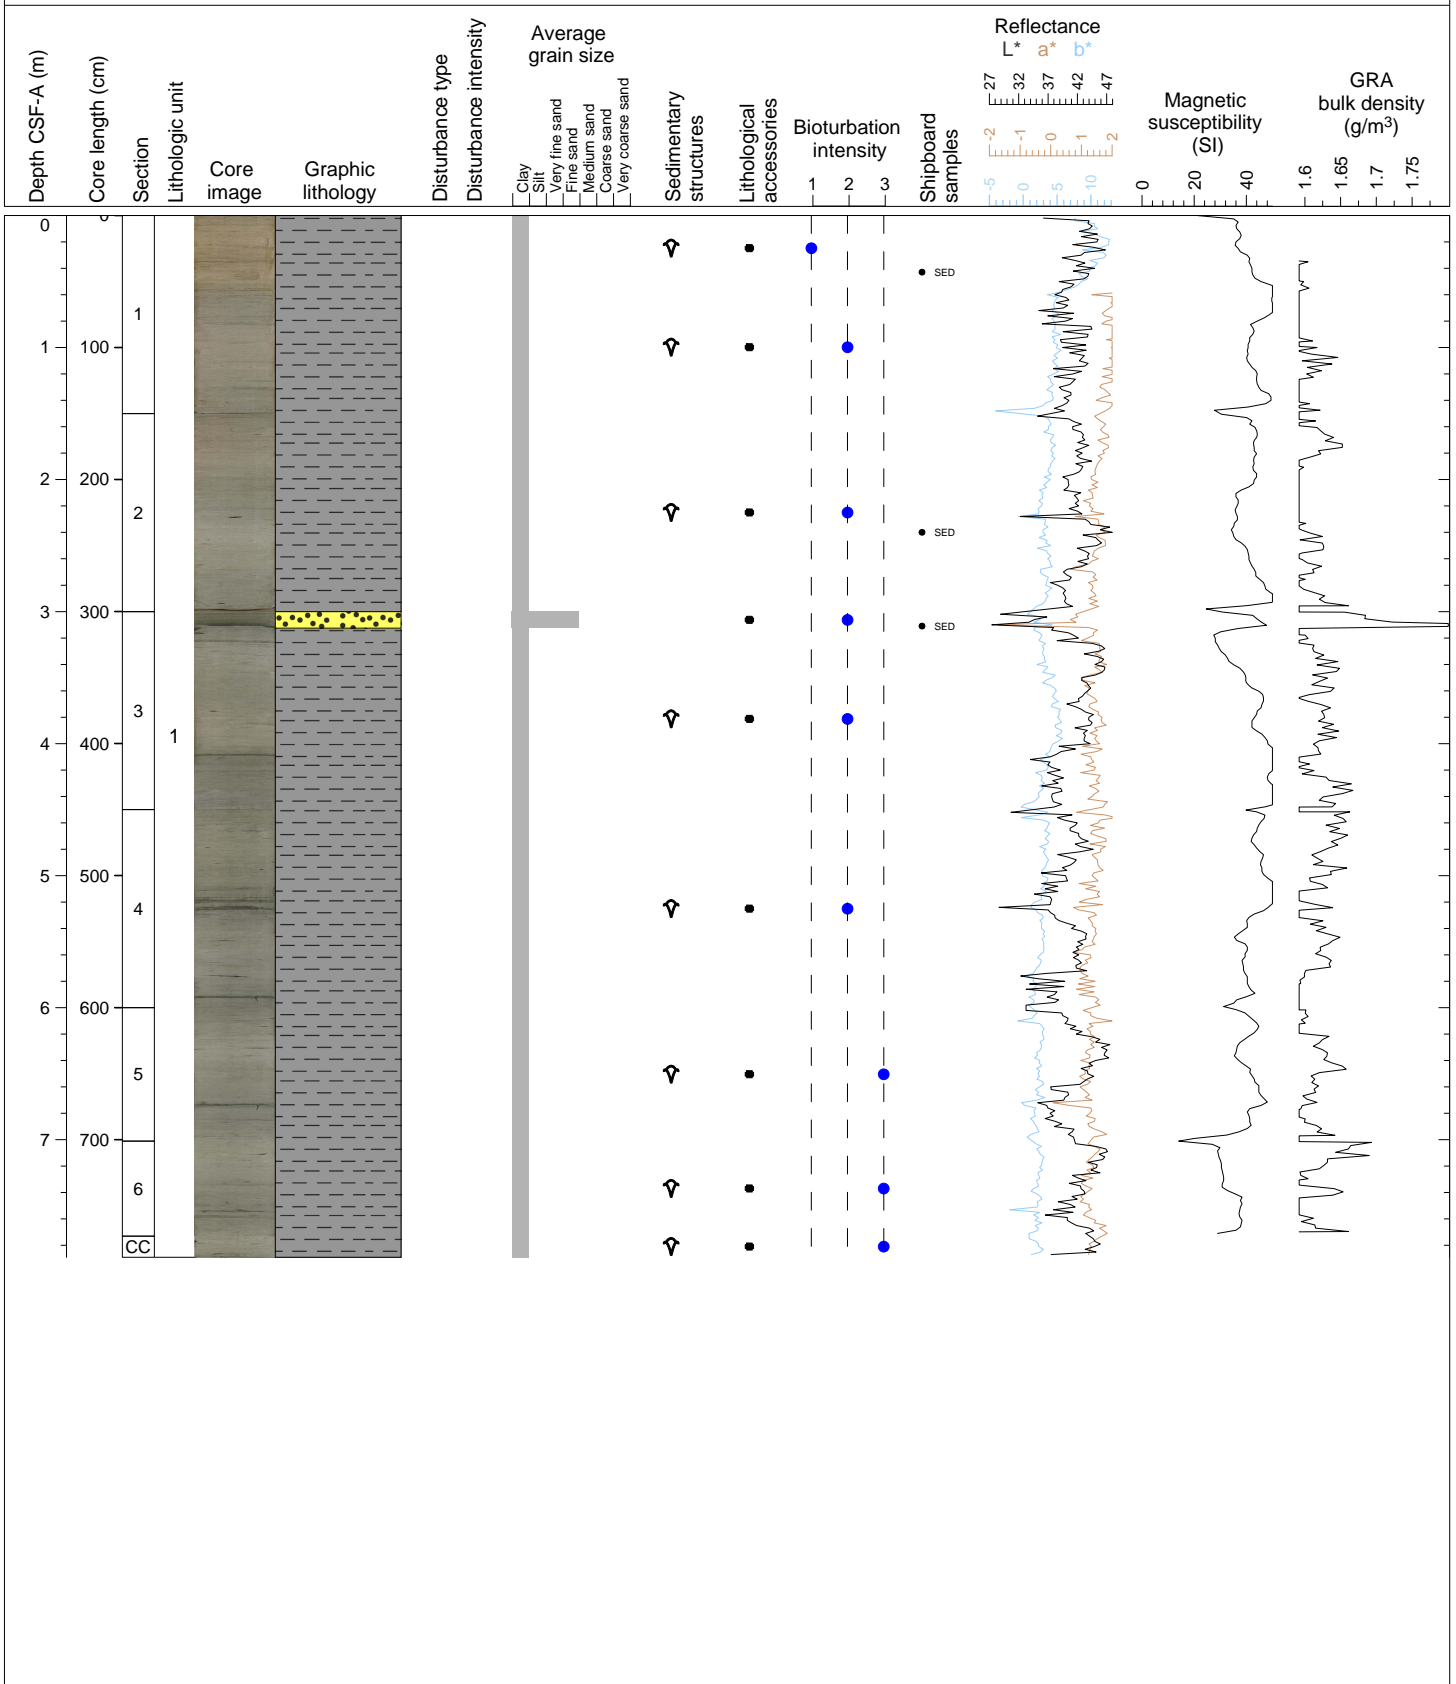 Depth CSF-A (m)
Core length (cm)
Section
Lithologic unit
Core
image
Graphic
lithology
Disturbance type
Disturbance intensity
Average
grain size
Clay
Silt
Very fine sand
Fine sand
Medium sand
Coarse sand
Very coarse sand
Sedimentary
structures
Lithological
accessories
Bioturbation
intensity
1 2 3
Shipboard
samples
Reflectance
L* a* b*
27 32 37 42 47
-2 -1 0 1 2
-5 0 5 10
Magnetic
susceptibility
(SI)
0 20 40
GRA
bulk density
(g/m³)
1.6 1.65 1.7 1.75
0 0
SED
1
1 100
2 200
2
SED
3 300
SED
3
1
4 400
5 500
4
6 600
5
7 700
6
CC